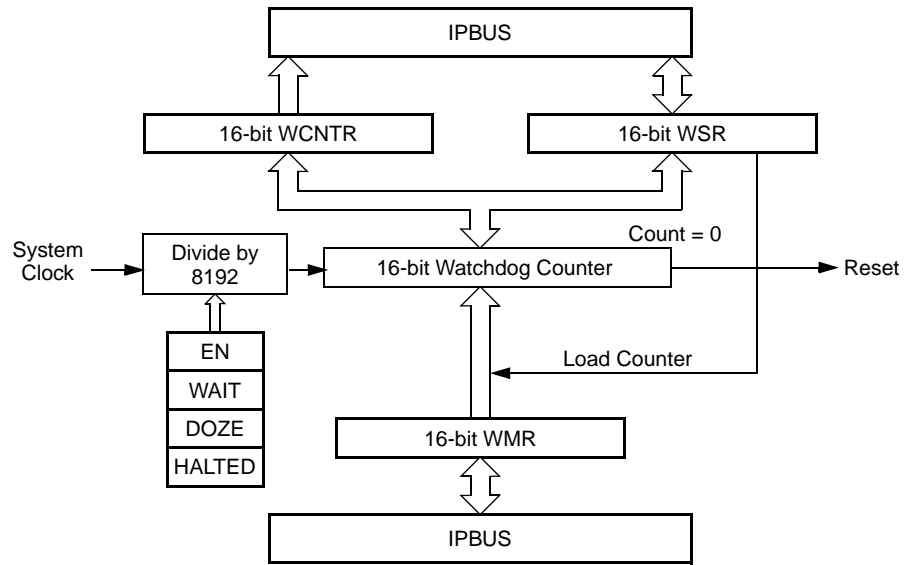 IPBUS
16-bit WCNTR
16-bit WSR
Count = 0
System
Clock
Divide by
8192
16-bit Watchdog Counter
Reset
EN
WAIT
DOZE
HALTED
Load Counter
16-bit WMR
IPBUS